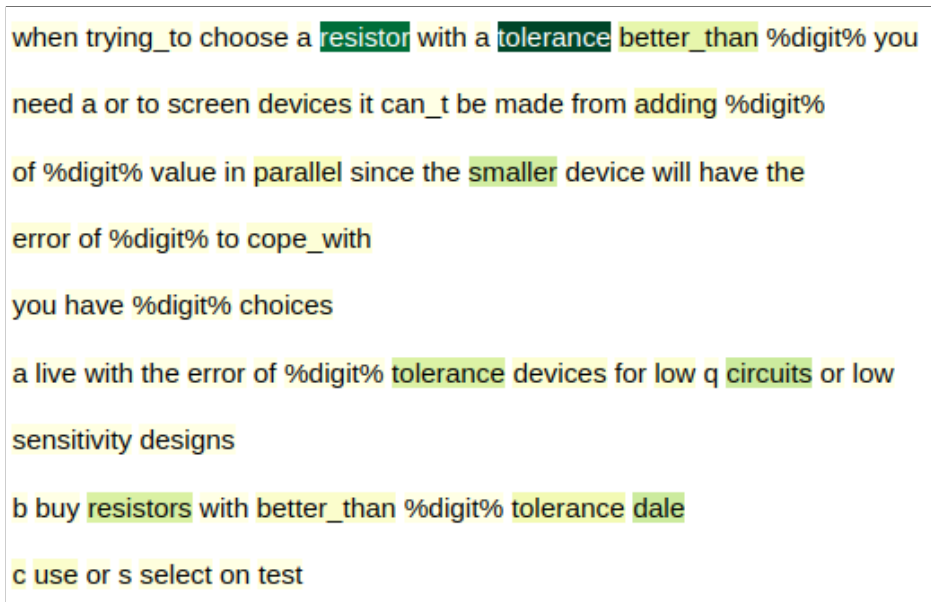 when trying_to choose a resistor with a tolerance better_than %digit% you
need a or to screen devices it can_t be made from adding %digit%
of %digit% value in parallel since the smaller device will have the
error of %digit% to cope_with
you have %digit% choices
a live with the error of %digit% tolerance devices for low q circuits or low
sensitivity designs
b buy resistors with better_than %digit% tolerance dale
c use or s select on test